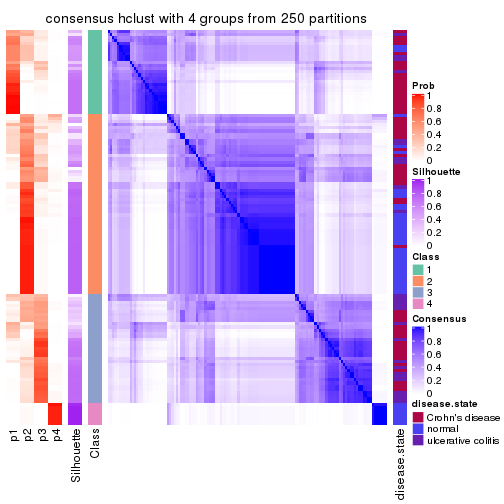 consensus hclust with 4 groups from 250 partitions
Prob
1
0.8
0.6
0.4
0.2
0
Silhouette
1
0.8
0.6
0.4
0.2
0
Class
1
2
3
4
Consensus
1
0.8
0.6
0.4
0.2
0
disease.state
Crohn's disease
normal
ulcerative colitis
p1
p2
p3
p4
Silhouette
Class
disease.state